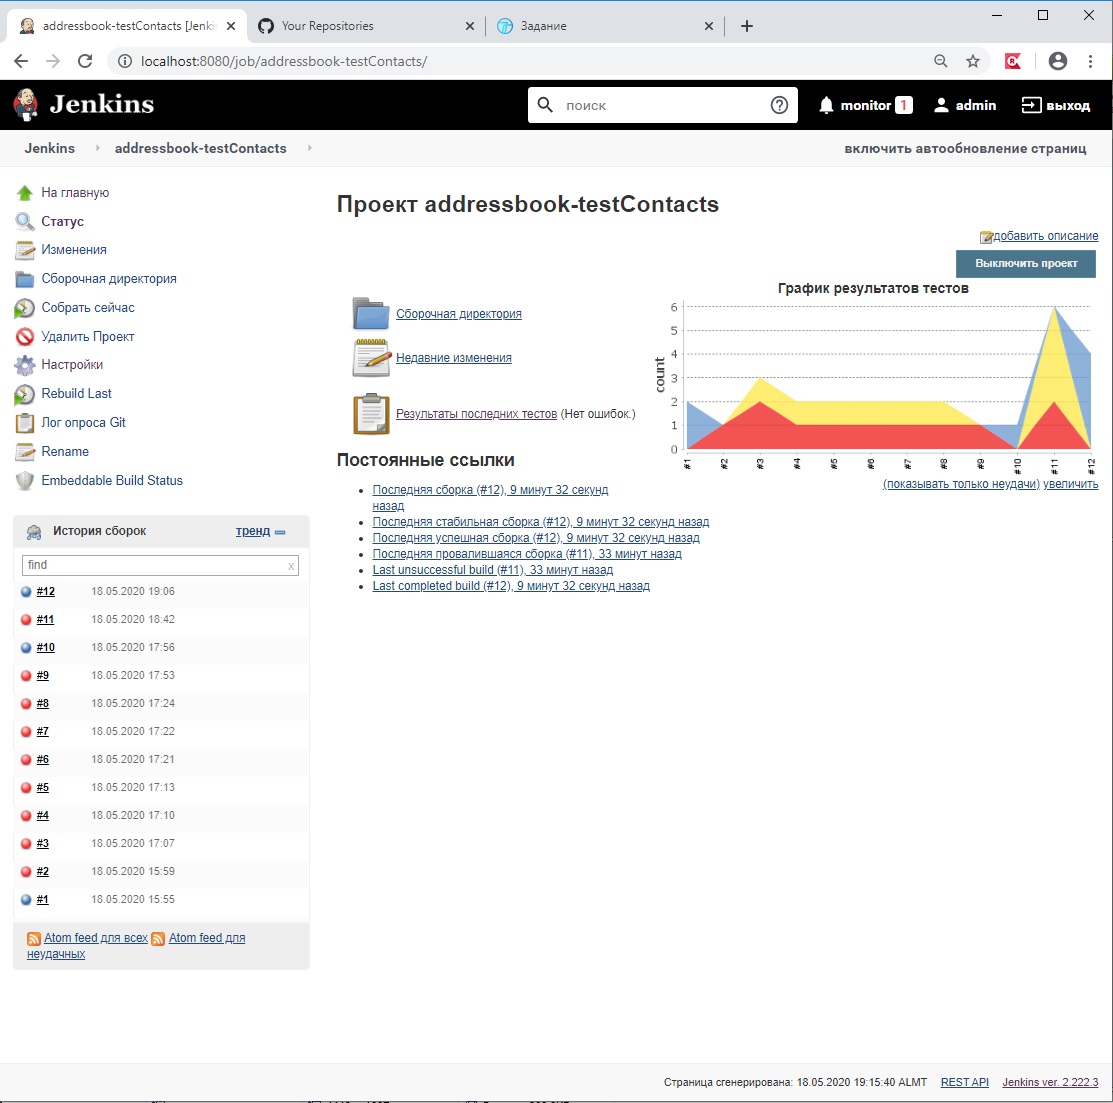 addressbook-testContacts [Jenki
Your Repositories
Задание
localhost:8080/job/addressbook-testContacts/
Jenkins
поиск
monitor 1
admin
выход
Jenkins
addressbook-testContacts
включить автообновление страниц
На главную
Статус
Изменения
Сборочная директория
Собрать сейчас
Удалить Проект
Настройки
Rebuild Last
Лог опроса Git
Rename
Embeddable Build Status
История сборок
тренд
find x
#12 18.05.2020 19:06
#11 18.05.2020 18:42
#10 18.05.2020 17:56
#9 18.05.2020 17:53
#8 18.05.2020 17:24
#7 18.05.2020 17:22
#6 18.05.2020 17:21
#5 18.05.2020 17:13
#4 18.05.2020 17:10
#3 18.05.2020 17:07
#2 18.05.2020 15:59
#1 18.05.2020 15:55
Atom feed для всех Atom feed для
неудачных
Проект addressbook-testContacts
добавить описание
Выключить проект
Сборочная директория
Недавние изменения
Результаты последних тестов (Нет ошибок.)
График результатов тестов
count
6
5
4
3
2
1
0
#1 #2 #3 #4 #5 #6 #7 #8 #9 #10 #11 #12
(показывать только неудачи) увеличить
Постоянные ссылки
Последняя сборка (#12), 9 минут 32 секунд
назад
Последняя стабильная сборка (#12), 9 минут 32 секунд назад
Последняя успешная сборка (#12), 9 минут 32 секунд назад
Последняя провалившаяся сборка (#11), 33 минут назад
Last unsuccessful build (#11), 33 минут назад
Last completed build (#12), 9 минут 32 секунд назад
Страница сгенерирована: 18.05.2020 19:15:40 ALMT
REST API
Jenkins ver. 2.222.3